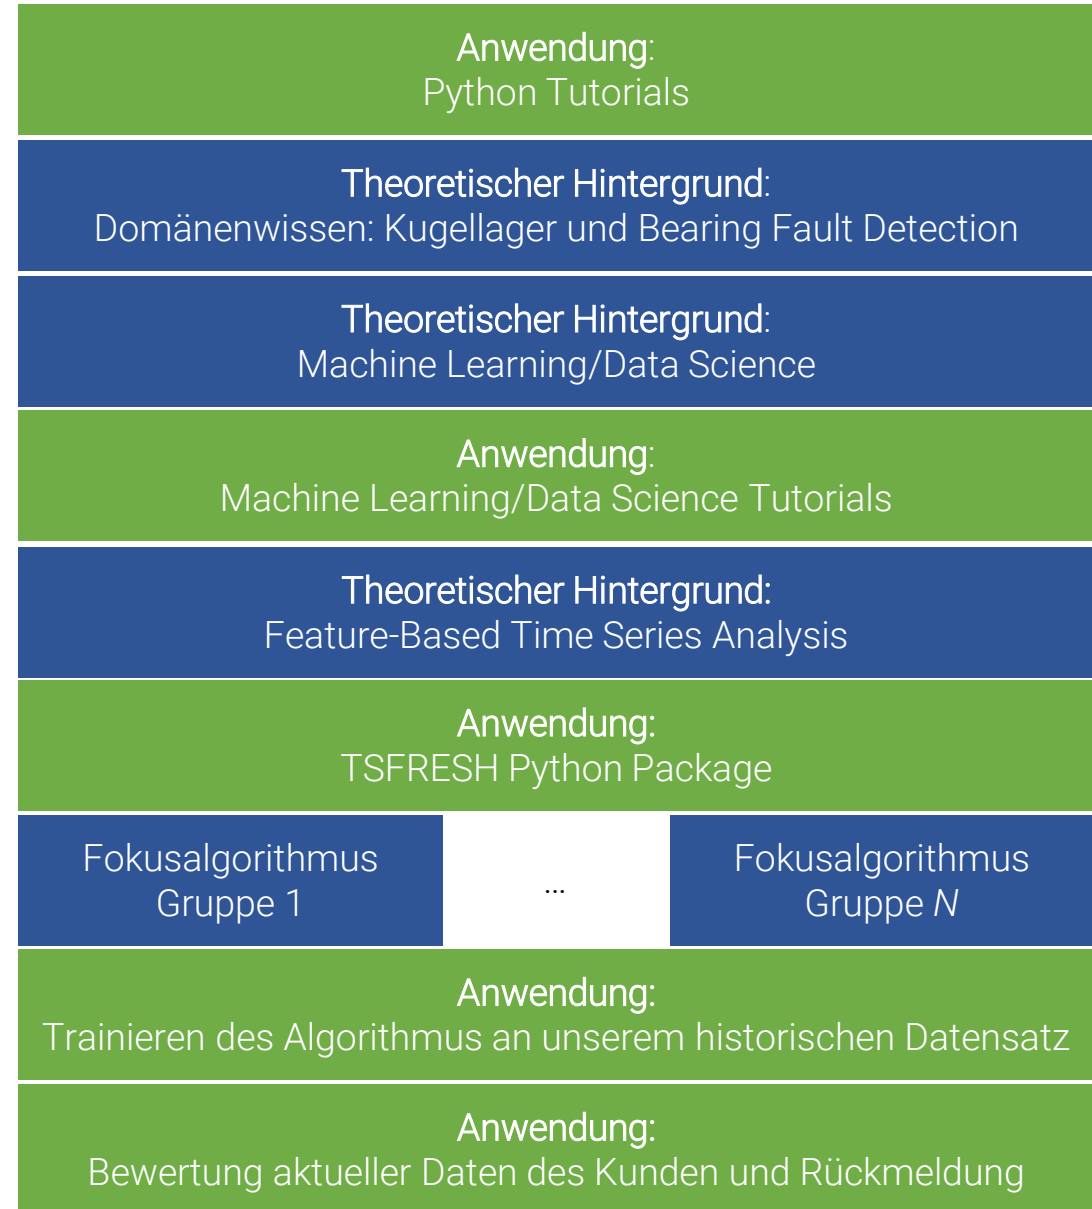 Anwendung:
Python Tutorials
Theoretischer Hintergrund:
Domänenwissen: Kugellager und Bearing Fault Detection
Theoretischer Hintergrund:
Machine Learning/Data Science
Anwendung:
Machine Learning/Data Science Tutorials
Theoretischer Hintergrund:
Feature-Based Time Series Analysis
Anwendung:
TSFRESH Python Package
Fokusalgorithmus
Gruppe 1
...
Fokusalgorithmus
Gruppe N
Anwendung:
Trainieren des Algorithmus an unserem historischen Datensatz
Anwendung:
Bewertung aktueller Daten des Kunden und Rückmeldung